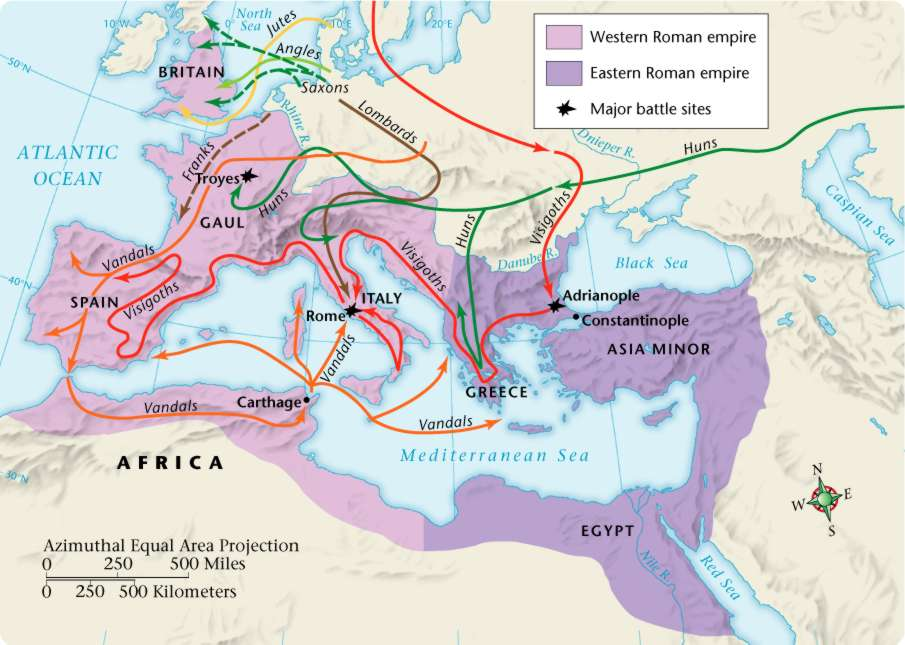 10°W
North
Sea
Jutes
10°E
20°E
Western Roman empire
Eastern Roman empire
Major battle sites
50°N
BRITAIN
Angles
Saxons
Rhine R.
Lombards
Dnieper R.
Huns
ATLANTIC
OCEAN
Franks
Troyes
Huns
GAUL
Huns
Visigoths
Caspian Sea
Vandals
Visigoths
Danube R.
Black Sea
40°N
SPAIN
Visigoths
ITALY
Rome
Adrianople
Constantinople
ASIA MINOR
Vandals
GREECE
Carthage
Vandals
Vandals
Mediterranean Sea
AFRICA
30°N
N
W
E
S
EGYPT
Nile R.
Red Sea
Azimuthal Equal Area Projection
0 250 500 Miles
0 250 500 Kilometers